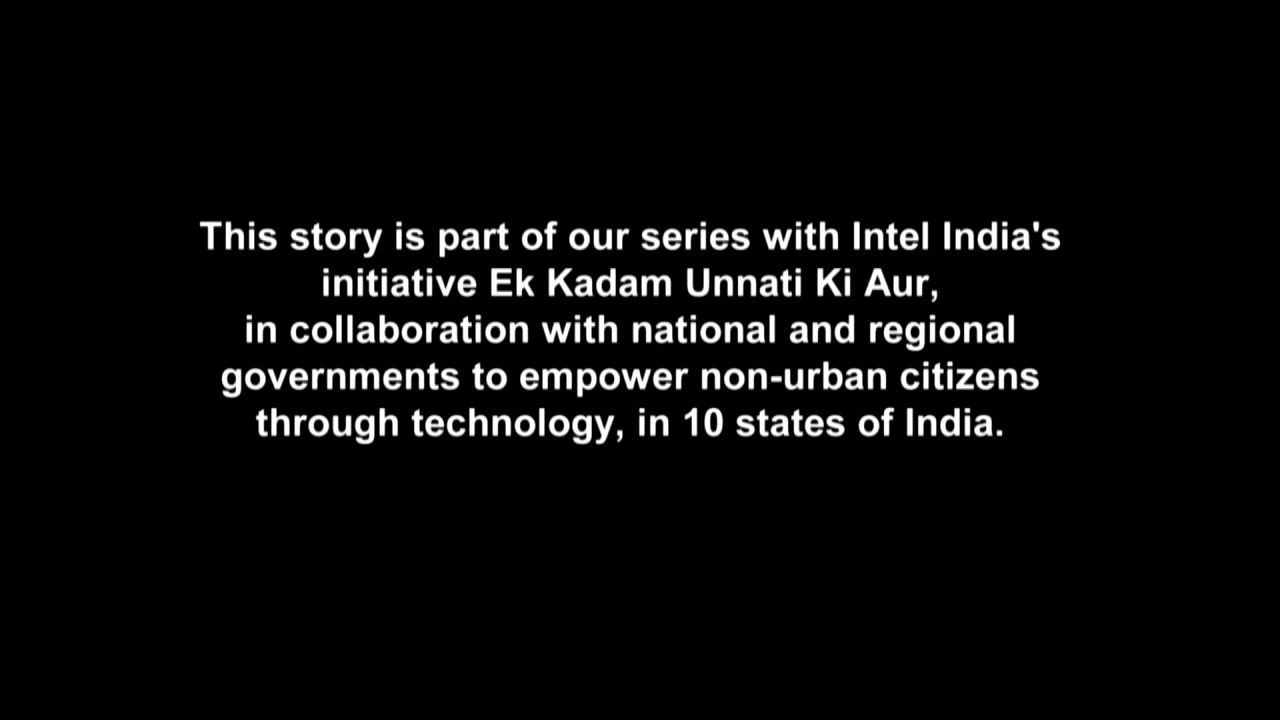 This story is part of our series with Intel India's
initiative Ek Kadam Unnati Ki Aur,
in collaboration with national and regional
governments to empower non-urban citizens
through technology, in 10 states of India.